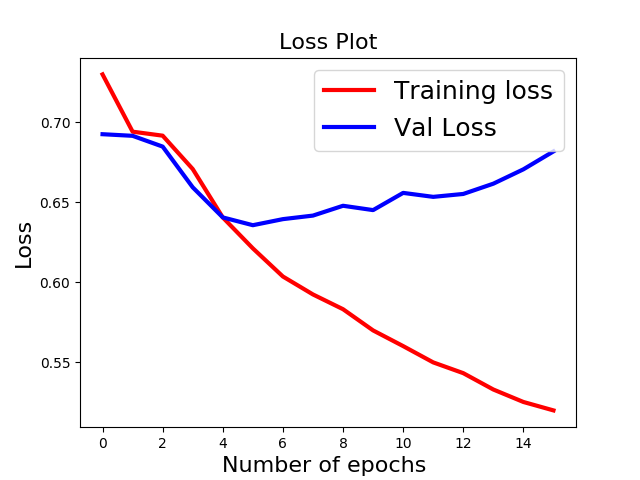 Loss Plot
Training loss
Val Loss
Loss
0.70
0.65
0.60
0.55
0 2 4 6 8 10 12 14
Number of epochs